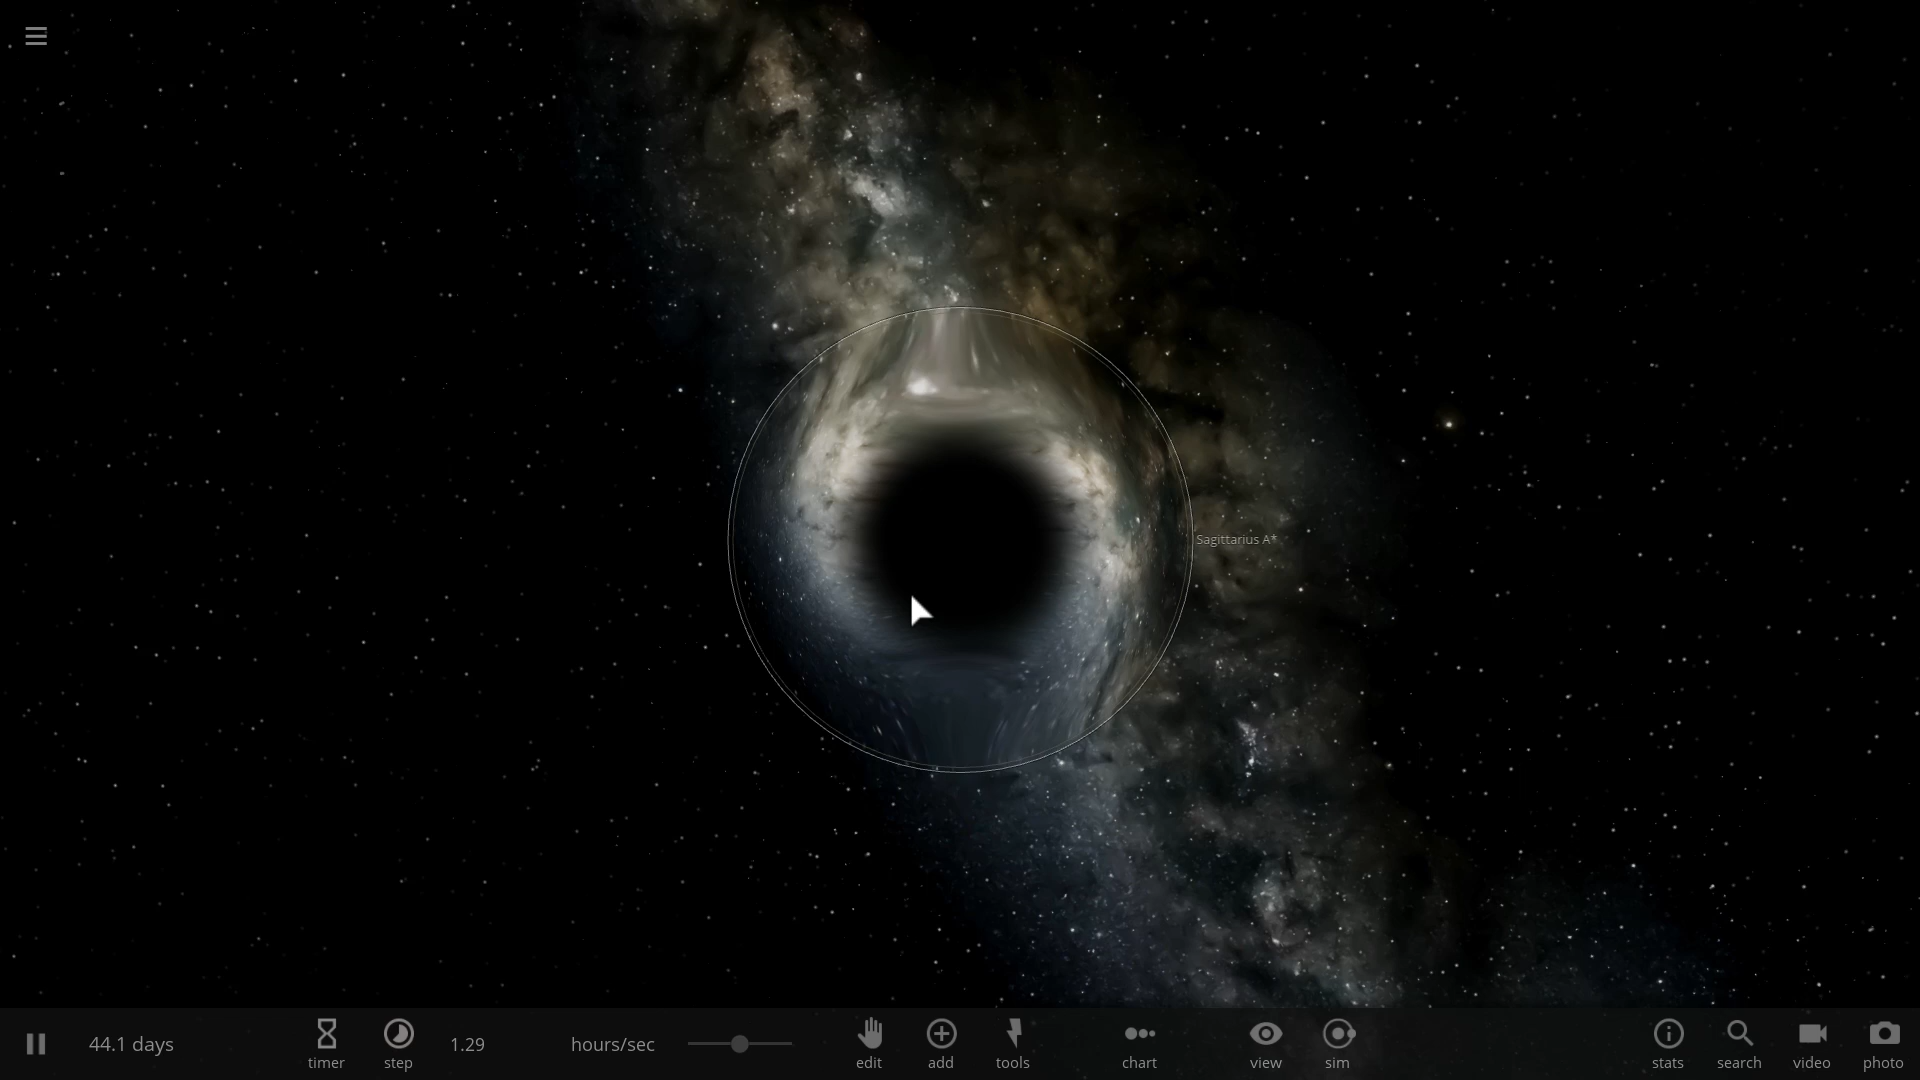 Sagittarius A*
44.1 days
timer
step
1.29
hours/sec
edit
add
tools
chart
view
sim
stats
search
video
photo